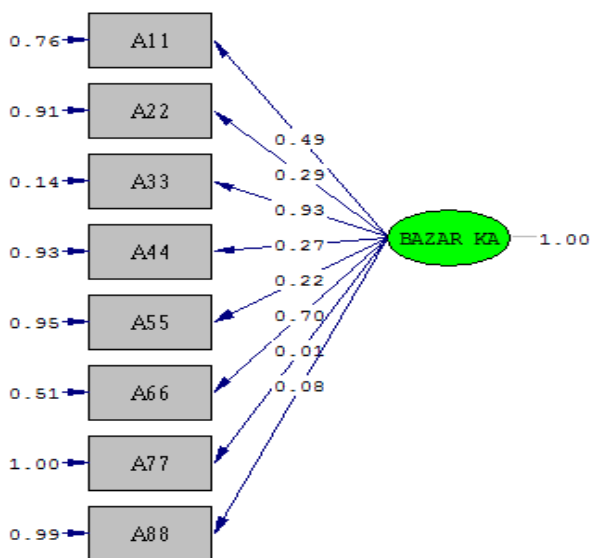 0.76 A11
0.49
0.91 A22
0.29
0.14 A33
0.93
BAZAR KA 1.00
0.93 A44
0.27
0.22
0.95 A55
0.70
0.01
0.51 A66
0.08
1.00 A77
0.99 A88